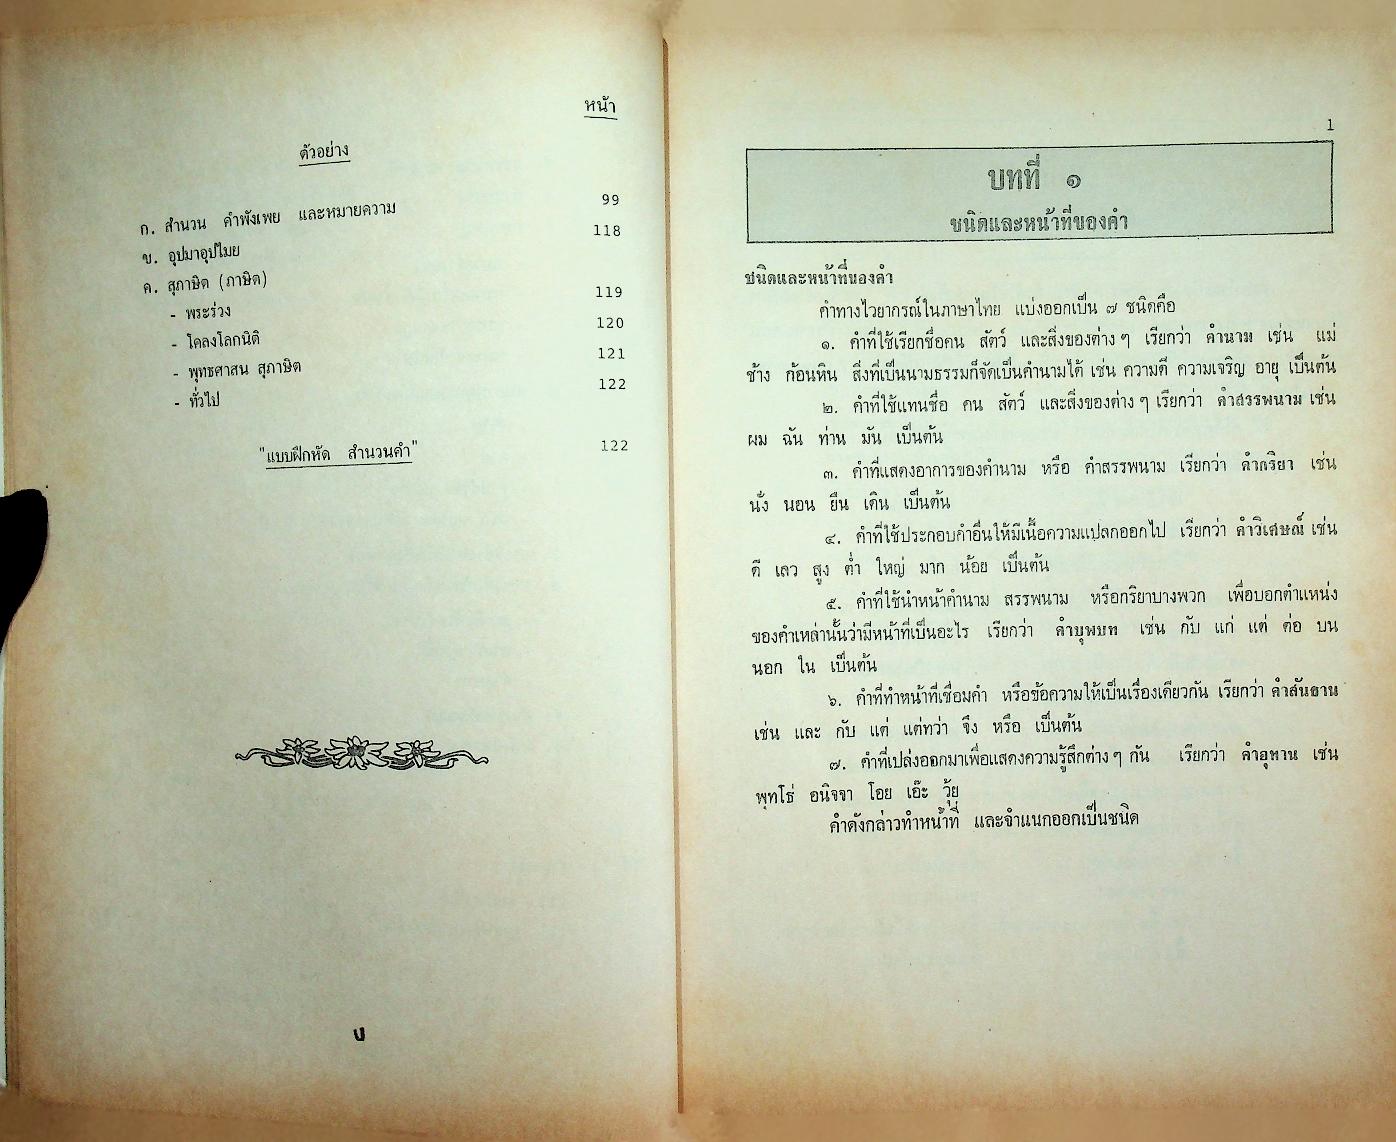 หน้า
ตัวอย่าง
ก. สำนวน คำพังเพย และหมายความ 99
ข. อุปมาอุปไมย 118
ค. สุภาษิต (ภาษิต)
- พระร่วง 119
- โคลงโลกนิติ 120
- พุทธศาสน สุภาษิต 121
- ทั่วไป 122
"แบบฝึกหัด สำนวนคำ" 122
ข
1
บทที่ ๑
ชนิดและหน้าที่ของคำ
ชนิดและหน้าที่ของคำ
คำทางไวยากรณ์ในภาษาไทย แบ่งออกเป็น ๗ ชนิดคือ
๑. คำที่ใช้เรียกชื่อคน สัตว์ และสิ่งของต่างๆ เรียกว่า คำนาม เช่น แม่
ช้าง ก้อนหิน สิ่งที่เป็นนามธรรมก็จัดเป็นคำนามได้ เช่น ความดี ความเจริญ อายุ เป็นต้น
๒. คำที่ใช้แทนชื่อ คน สัตว์ และสิ่งของต่างๆ เรียกว่า คำสรรพนาม เช่น
ผม ฉัน ท่าน มัน เป็นต้น
๓. คำที่แสดงอาการของคำนาม หรือ คำสรรพนาม เรียกว่า คำกริยา เช่น
นั่ง นอน ยืน เดิน เป็นต้น
๔. คำที่ใช้ประกอบคำอื่นให้มีเนื้อความแปลกออกไป เรียกว่า คำวิเศษณ์ เช่น
ดี เลว สูง ต่ำ ใหญ่ มาก น้อย เป็นต้น
๕. คำที่ใช้นำหน้าคำนาม สรรพนาม หรือกริยาบางพวก เพื่อบอกตำแหน่ง
ของคำเหล่านั้นว่ามีหน้าที่เป็นอะไร เรียกว่า คำบุพบท เช่น กับ แก่ แต่ ต่อ บน
นอก ใน เป็นต้น
๖. คำที่ทำหน้าที่เชื่อมคำ หรือข้อความให้เป็นเรื่องเดียวกัน เรียกว่า คำสันธาน
เช่น และ กับ แต่ แต่ทว่า จึง หรือ เป็นต้น
๗. คำที่เปล่งออกมาเพื่อแสดงความรู้สึกต่างๆ กัน เรียกว่า คำอุทาน เช่น
พุทโธ่ อนิจจา โอย เอ๊ะ วุ้ย
คำดังกล่าวทำหน้าที่ และจำแนกออกเป็นชนิด